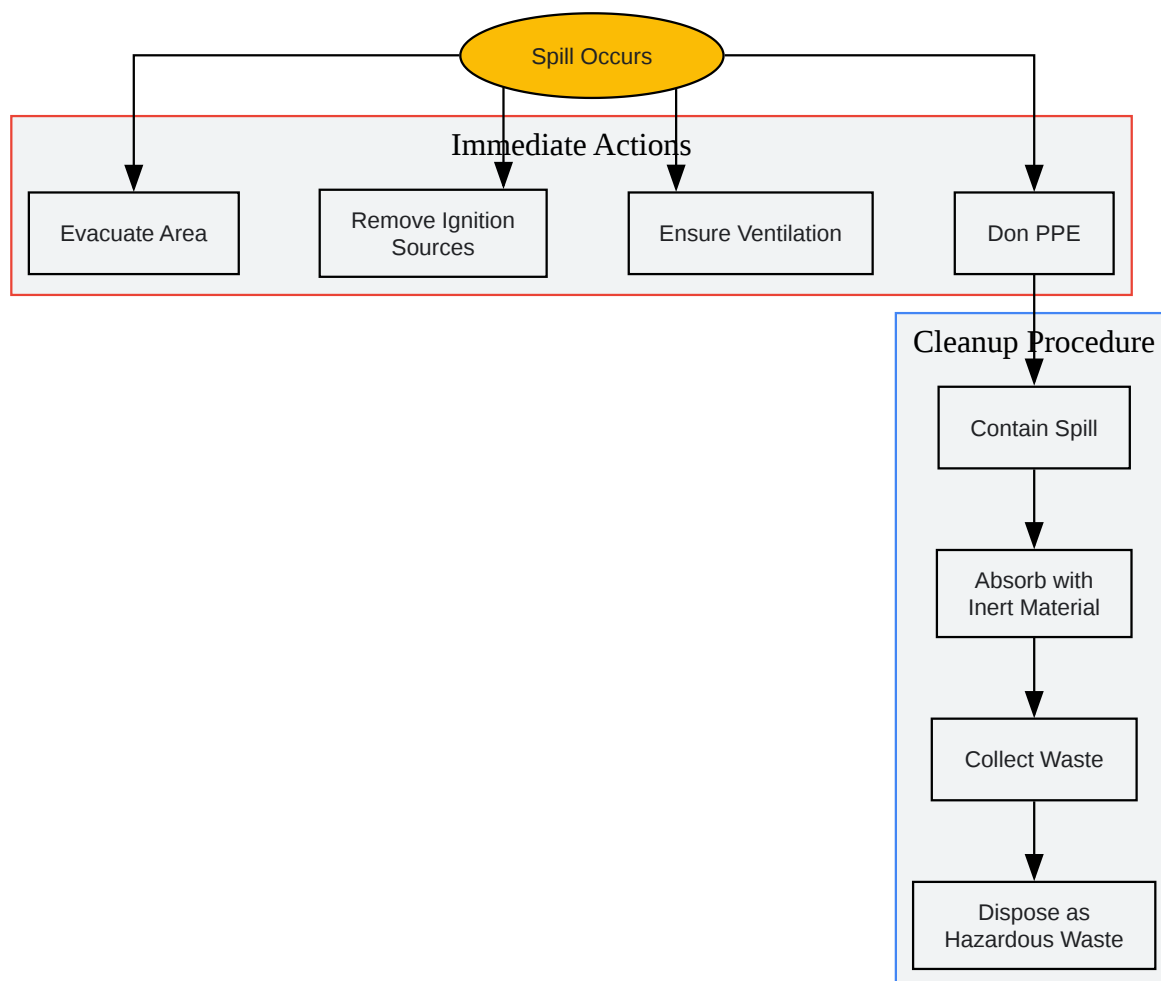 Spill Occurs
Immediate Actions
Evacuate Area
Remove Ignition
Sources
Ensure Ventilation
Don PPE
Cleanup Procedure
Contain Spill
Absorb with
Inert Material
Collect Waste
Dispose as
Hazardous Waste